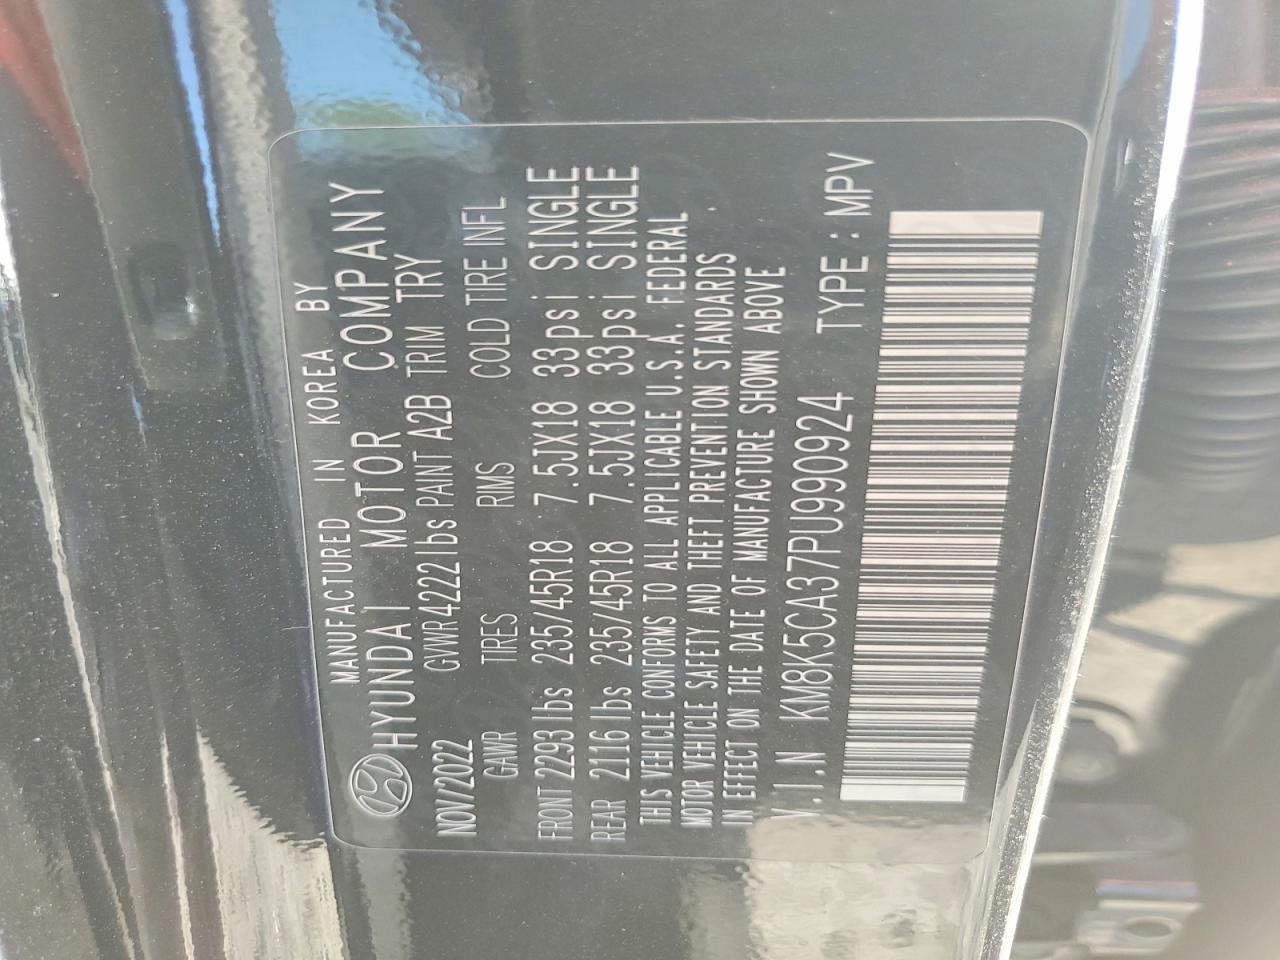 MANUFACTURED IN KOREA BY
HYUNDAI MOTOR COMPANY
NOV/2022 GVWR 4222lbs PAINT A2B TRIM TRY
GAWR TIRES RIMS COLD TIRE INFL
FRONT 2293lbs 235/45R18 7.5JX18 33psi SINGLE
REAR 2116lbs 235/45R18 7.5JX18 33psi SINGLE
THIS VEHICLE CONFORMS TO ALL APPLICABLE U.S.A. FEDERAL
MOTOR VEHICLE SAFETY AND THEFT PREVENTION STANDARDS
IN EFFECT ON THE DATE OF MANUFACTURE SHOWN ABOVE
V.I.N KM8K5CA37PU990924 TYPE : MPV